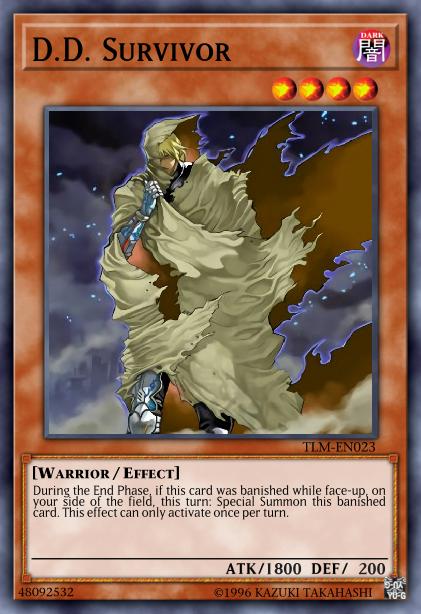 D.D. SURVIVOR
DARK
闇
TLM-EN023
[WARRIOR / EFFECT]
During the End Phase, if this card was banished while face-up, on
your side of the field, this turn: Special Summon this banished
card. This effect can only activate once per turn.
ATK/1800 DEF/ 200
48092532
©1996 KAZUKI TAKAHASHI